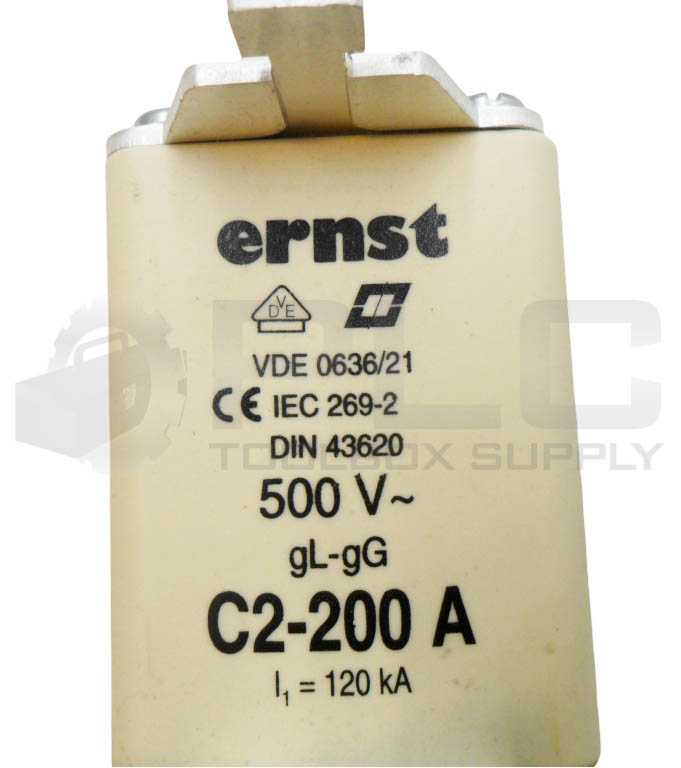 ernst
VDE
VDE 0636/21
CE IEC 269-2
DIN 43620
500 V~
gL-gG
C2-200 A
I₁ = 120 kA
PLC
TOOLBOX SUPPLY